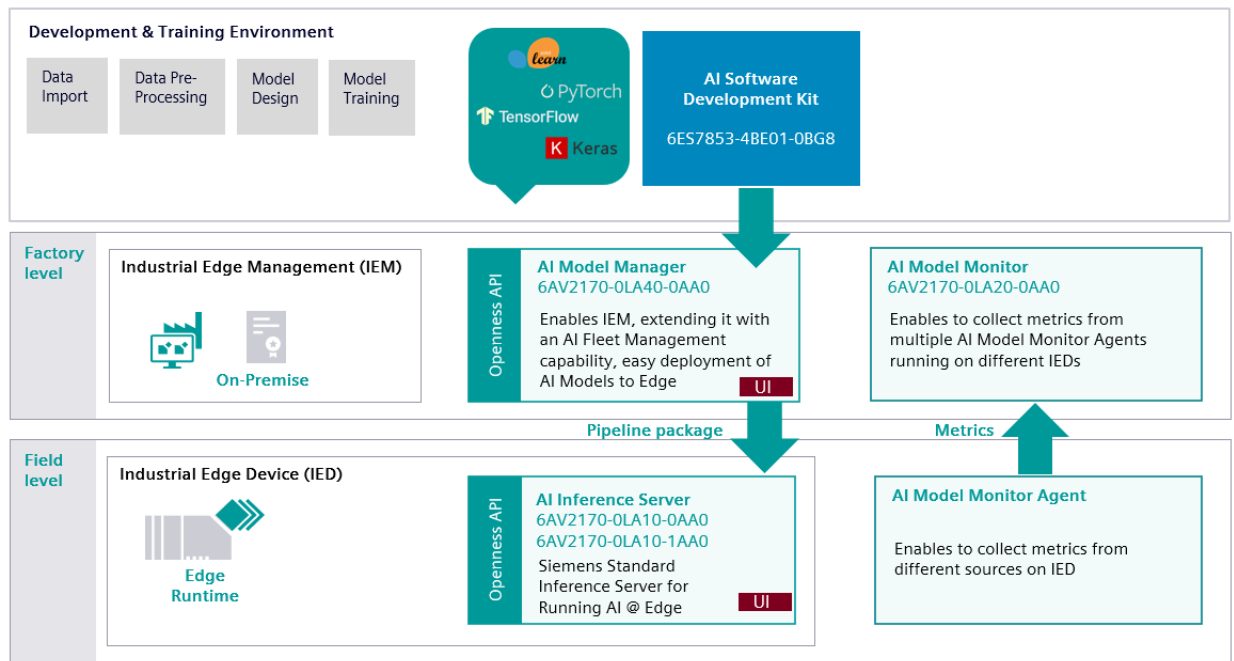 Development & Training Environment
Data
Import
Data Pre-
Processing
Model
Design
Model
Training
learn
PyTorch
TensorFlow
K Keras
AI Software
Development Kit
6ES7853-4BE01-0BG8
Factory
level
Industrial Edge Management (IEM)
On-Premise
Openness API
AI Model Manager
6AV2170-0LA40-0AA0
Enables IEM, extending it with
an AI Fleet Management
capability, easy deployment of
AI Models to Edge
UI
AI Model Monitor
6AV2170-0LA20-0AA0
Enables to collect metrics from
multiple AI Model Monitor Agents
running on different IEDs
Pipeline package
Metrics
Field
level
Industrial Edge Device (IED)
Edge
Runtime
Openness API
AI Inference Server
6AV2170-0LA10-0AA0
6AV2170-0LA10-1AA0
Siemens Standard
Inference Server for
Running AI @ Edge
UI
AI Model Monitor Agent
Enables to collect metrics from
different sources on IED